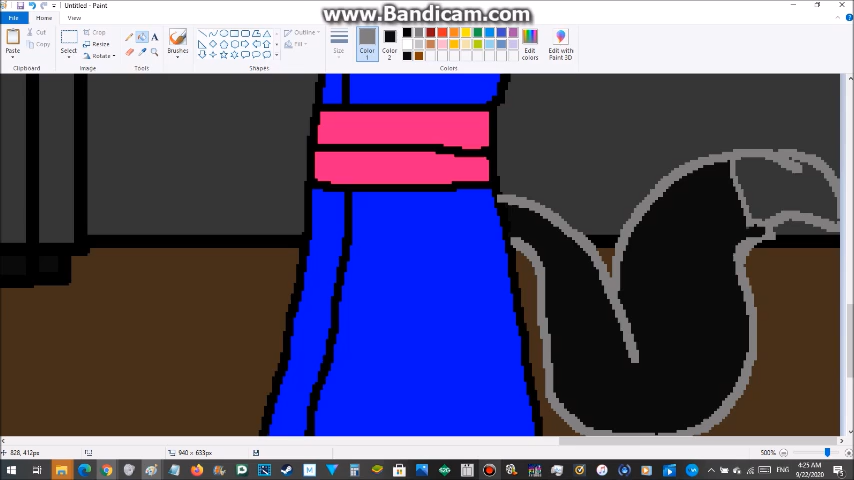 www.Bandicam.com
Untitled - Paint
File Home View
Paste
Cut
Copy
Clipboard
Select
Crop
Resize
Rotate
Image
Tools
Brushes
Shapes
Outline
Fill
Size
Color 1
Color 2
Colors
Edit colors
Edit with Paint 3D
828, 412px
940 × 633px
500%
ENG
4:25 AM
9/22/2020